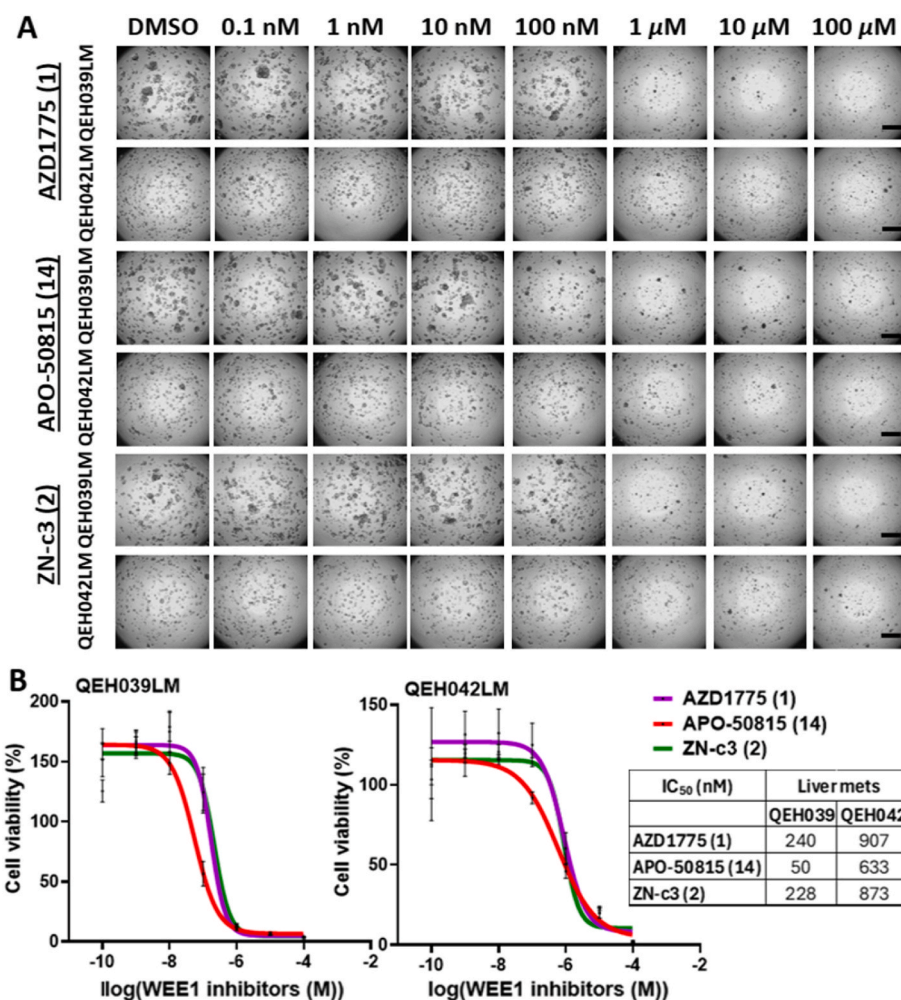 A
DMSO 0.1 nM 1 nM 10 nM 100 nM 1 µM 10 µM 100 µM
AZD1775 (1)
QEH039LM
QEH042LM
APO-50815 (14)
QEH039LM
QEH042LM
ZN-c3 (2)
QEH039LM
QEH042LM
B
QEH039LM
Cell viability (%)
200
150
100
50
0
-10 -8 -6 -4 -2
llog(WEE1 inhibitors (M))
QEH042LM
Cell viability (%)
150
100
50
0
-10 -8 -6 -4 -2
log(WEE1 inhibitors (M))
AZD1775 (1)
APO-50815 (14)
ZN-c3 (2)
IC50 (nM) Liver mets
QEH039 QEH042
AZD1775 (1) 240 907
APO-50815 (14) 50 633
ZN-c3 (2) 228 873